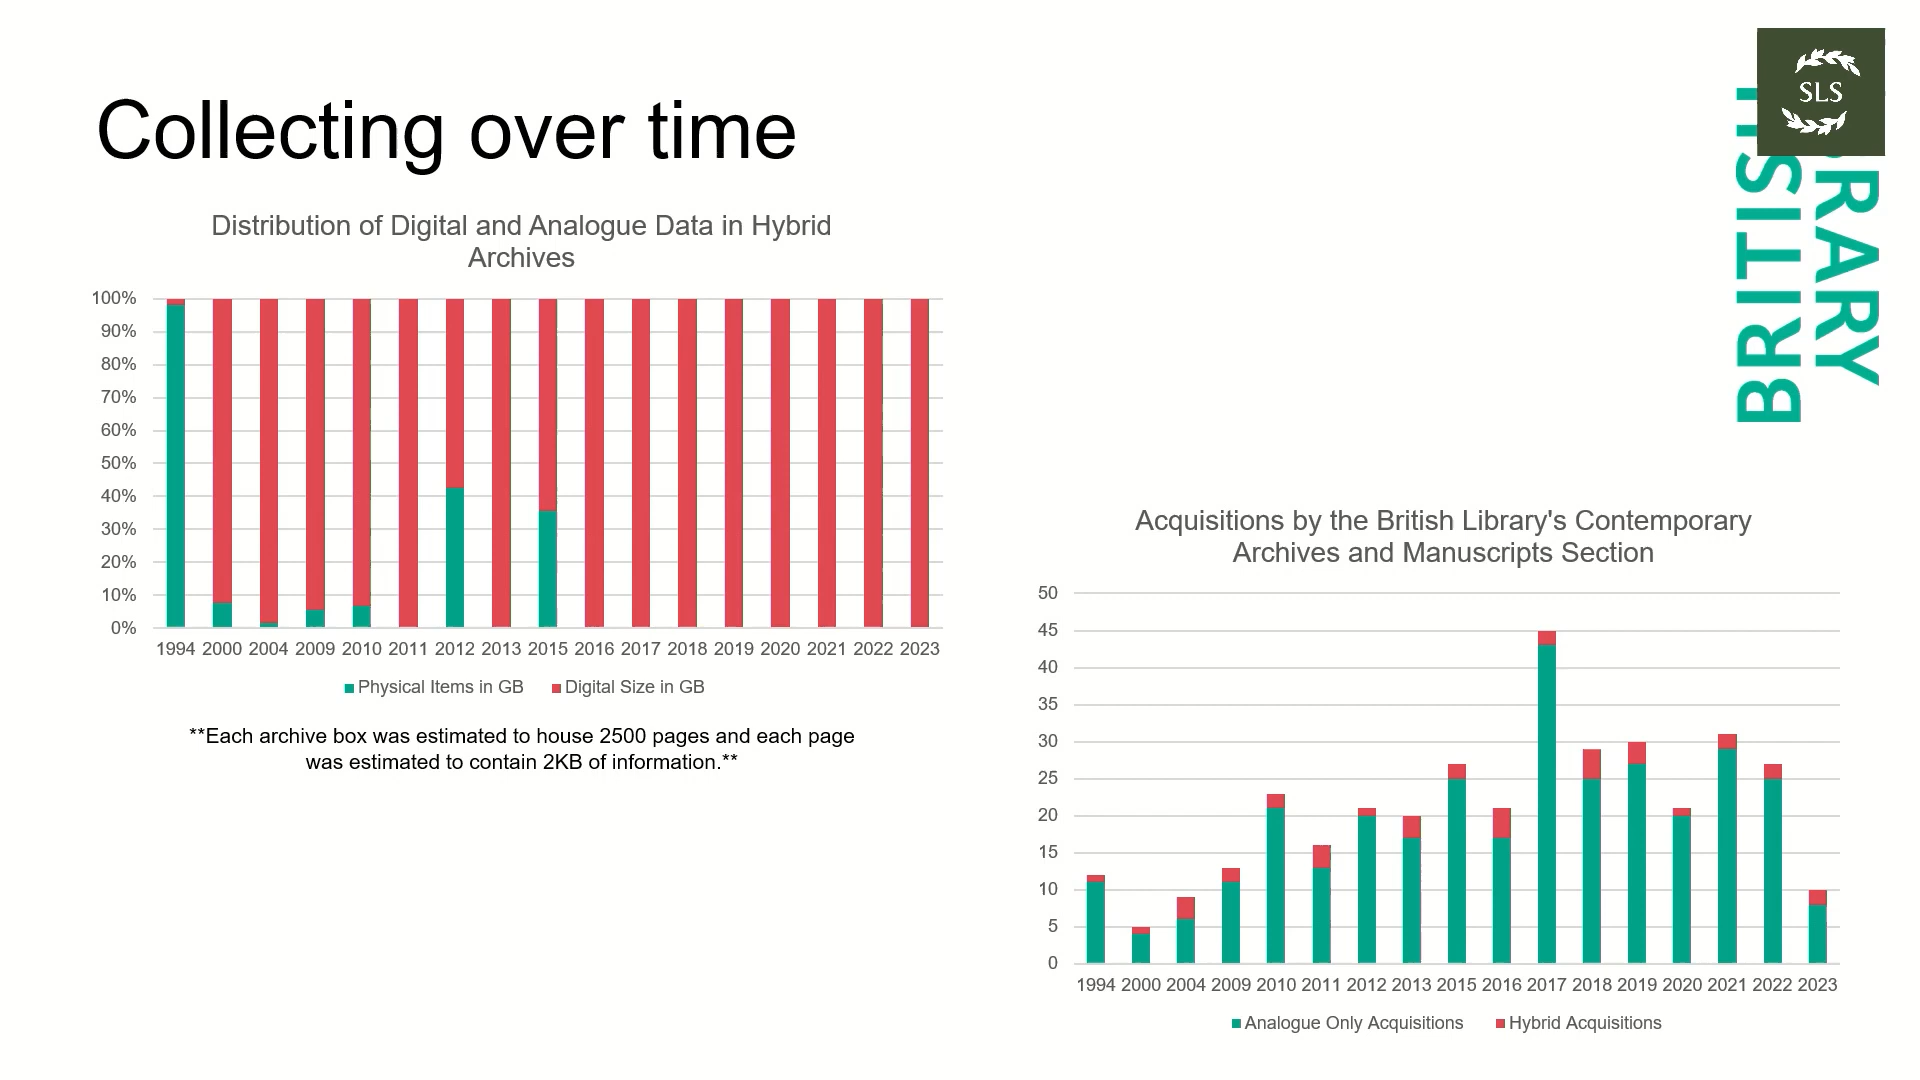 Collecting over time
SLS
BRITISH
LIBRARY
Distribution of Digital and Analogue Data in Hybrid
Archives
100%
90%
80%
70%
60%
50%
40%
30%
20%
10%
0%
1994 2000 2004 2009 2010 2011 2012 2013 2015 2016 2017 2018 2019 2020 2021 2022 2023
Physical Items in GB Digital Size in GB
**Each archive box was estimated to house 2500 pages and each page
was estimated to contain 2KB of information.**
Acquisitions by the British Library's Contemporary
Archives and Manuscripts Section
50
45
40
35
30
25
20
15
10
5
0
1994 2000 2004 2009 2010 2011 2012 2013 2015 2016 2017 2018 2019 2020 2021 2022 2023
Analogue Only Acquisitions Hybrid Acquisitions